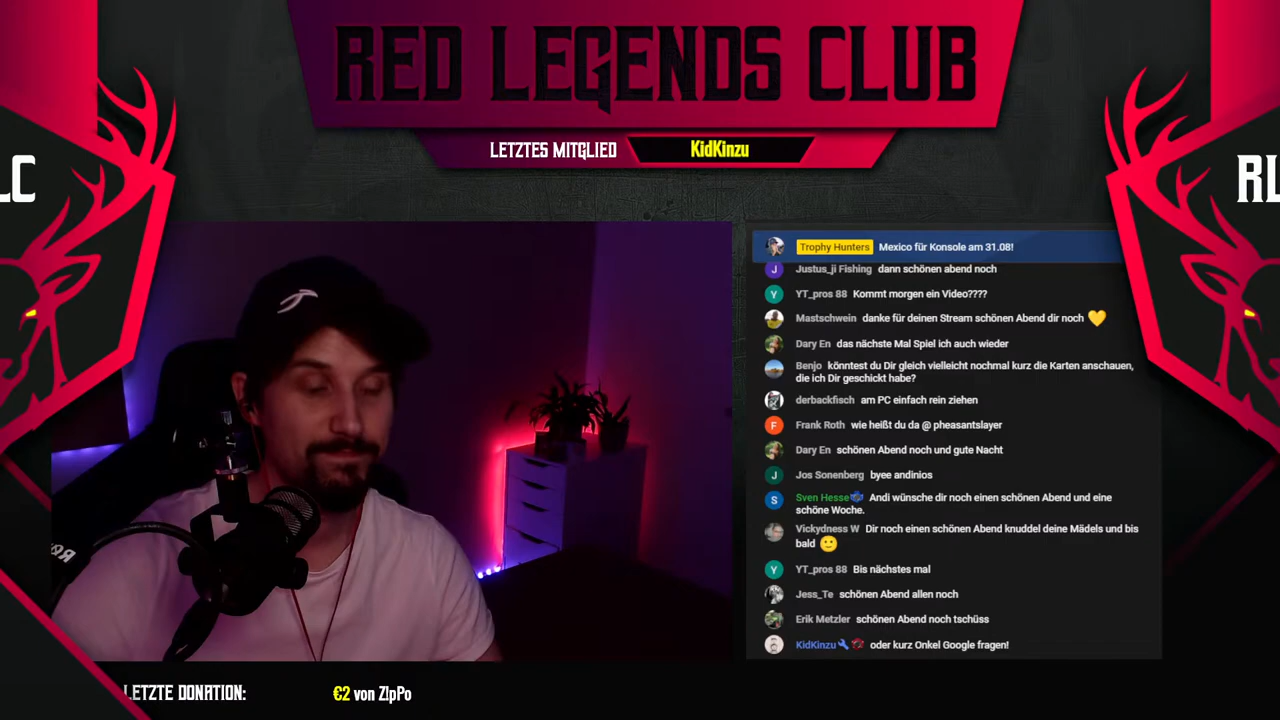 RED LEGENDS CLUB
LETZTES MITGLIED KidKinzu
LC
RL
Trophy Hunters Mexico für Konsole am 31.08!
J Justus_ji Fishing dann schönen abend noch
Y YT_pros 88 Kommt morgen ein Video????
Mastschwein danke für deinen Stream schönen Abend dir noch 💛
Dary En das nächste Mal Spiel ich auch wieder
Benjo könntest du Dir gleich vielleicht nochmal kurz die Karten anschauen,
die ich Dir geschickt habe?
derbackfisch am PC einfach rein ziehen
F Frank Roth wie heißt du da @ pheasantslayer
Dary En schönen Abend noch und gute Nacht
J Jos Sonenberg byee andinios
S Sven Hesse Andi wünsche dir noch einen schönen Abend und eine
schöne Woche.
Vickydness W Dir noch einen schönen Abend knuddel deine Mädels und bis
bald 🙂
Y YT_pros 88 Bis nächstes mal
Jess_Te schönen Abend allen noch
Erik Metzler schönen Abend noch tschüss
KidKinzu oder kurz Onkel Google fragen!
LETZTE DONATION: €2 von Z!pPo